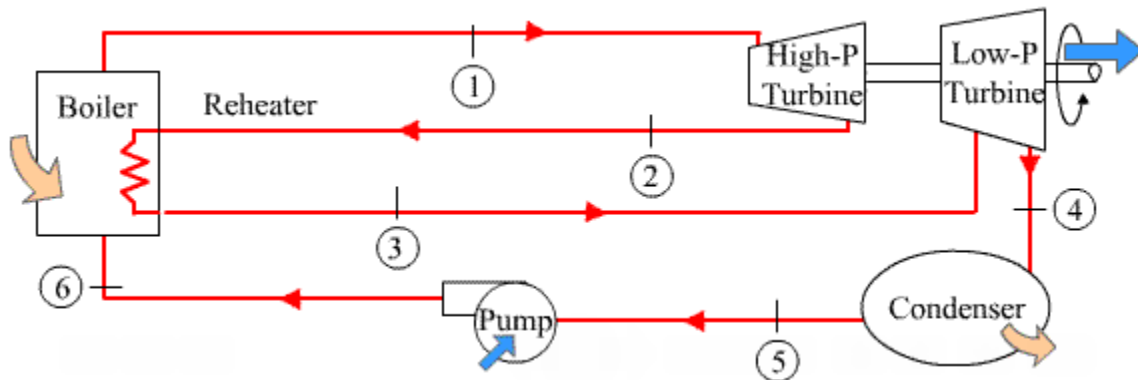 1
High-P
Turbine
Low-P
Turbine
Boiler
Reheater
2
3
4
6
Pump
5
Condenser